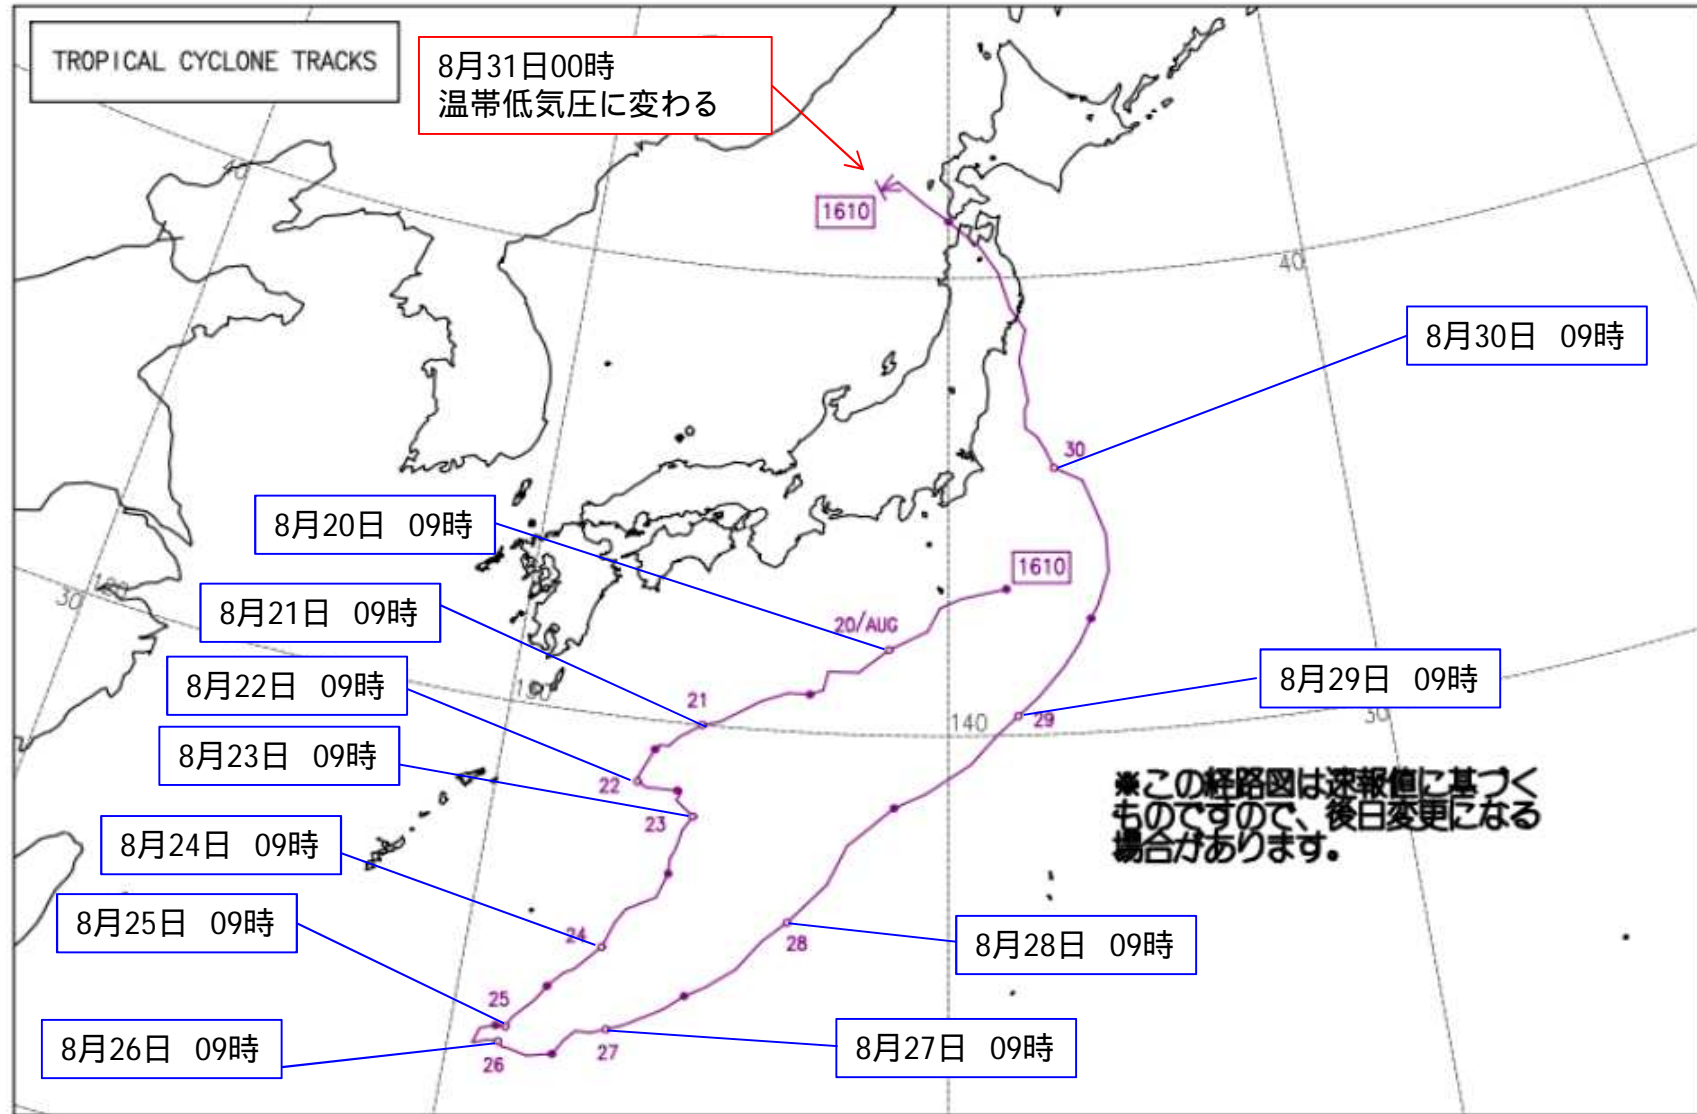 TROPICAL CYCLONE TRACKS
8月31日00時
温帯低気圧に変わる
1610
40
40
8月30日 09時
30
8月20日 09時
1610
30
8月21日 09時
20/AUG
8月22日 09時
130
8月29日 09時
21
140
29
30
8月23日 09時
22
※この経路図は速報値に基づく
ものですので、後日変更になる
場合があります。
23
8月24日 09時
8月25日 09時
24
28
8月28日 09時
25
8月26日 09時
26
27
8月27日 09時